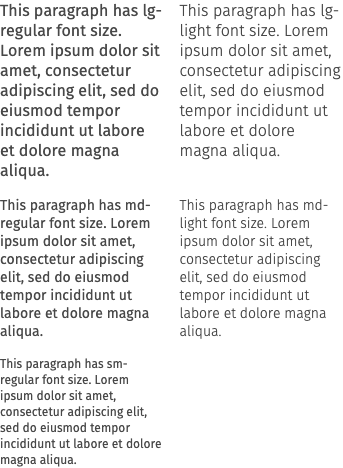 This paragraph has lg-
regular font size.
Lorem ipsum dolor sit
amet, consectetur
adipiscing elit, sed do
eiusmod tempor
incididunt ut labore
et dolore magna
aliqua.
This paragraph has lg-
light font size. Lorem
ipsum dolor sit amet,
consectetur adipiscing
elit, sed do eiusmod
tempor incididunt ut
labore et dolore
magna aliqua.
This paragraph has md-
regular font size. Lorem
ipsum dolor sit amet,
consectetur adipiscing
elit, sed do eiusmod
tempor incididunt ut
labore et dolore magna
aliqua.
This paragraph has md-
light font size. Lorem
ipsum dolor sit amet,
consectetur adipiscing
elit, sed do eiusmod
tempor incididunt ut
labore et dolore magna
aliqua.
This paragraph has sm-
regular font size. Lorem
ipsum dolor sit amet,
consectetur adipiscing elit,
sed do eiusmod tempor
incididunt ut labore et dolore
magna aliqua.